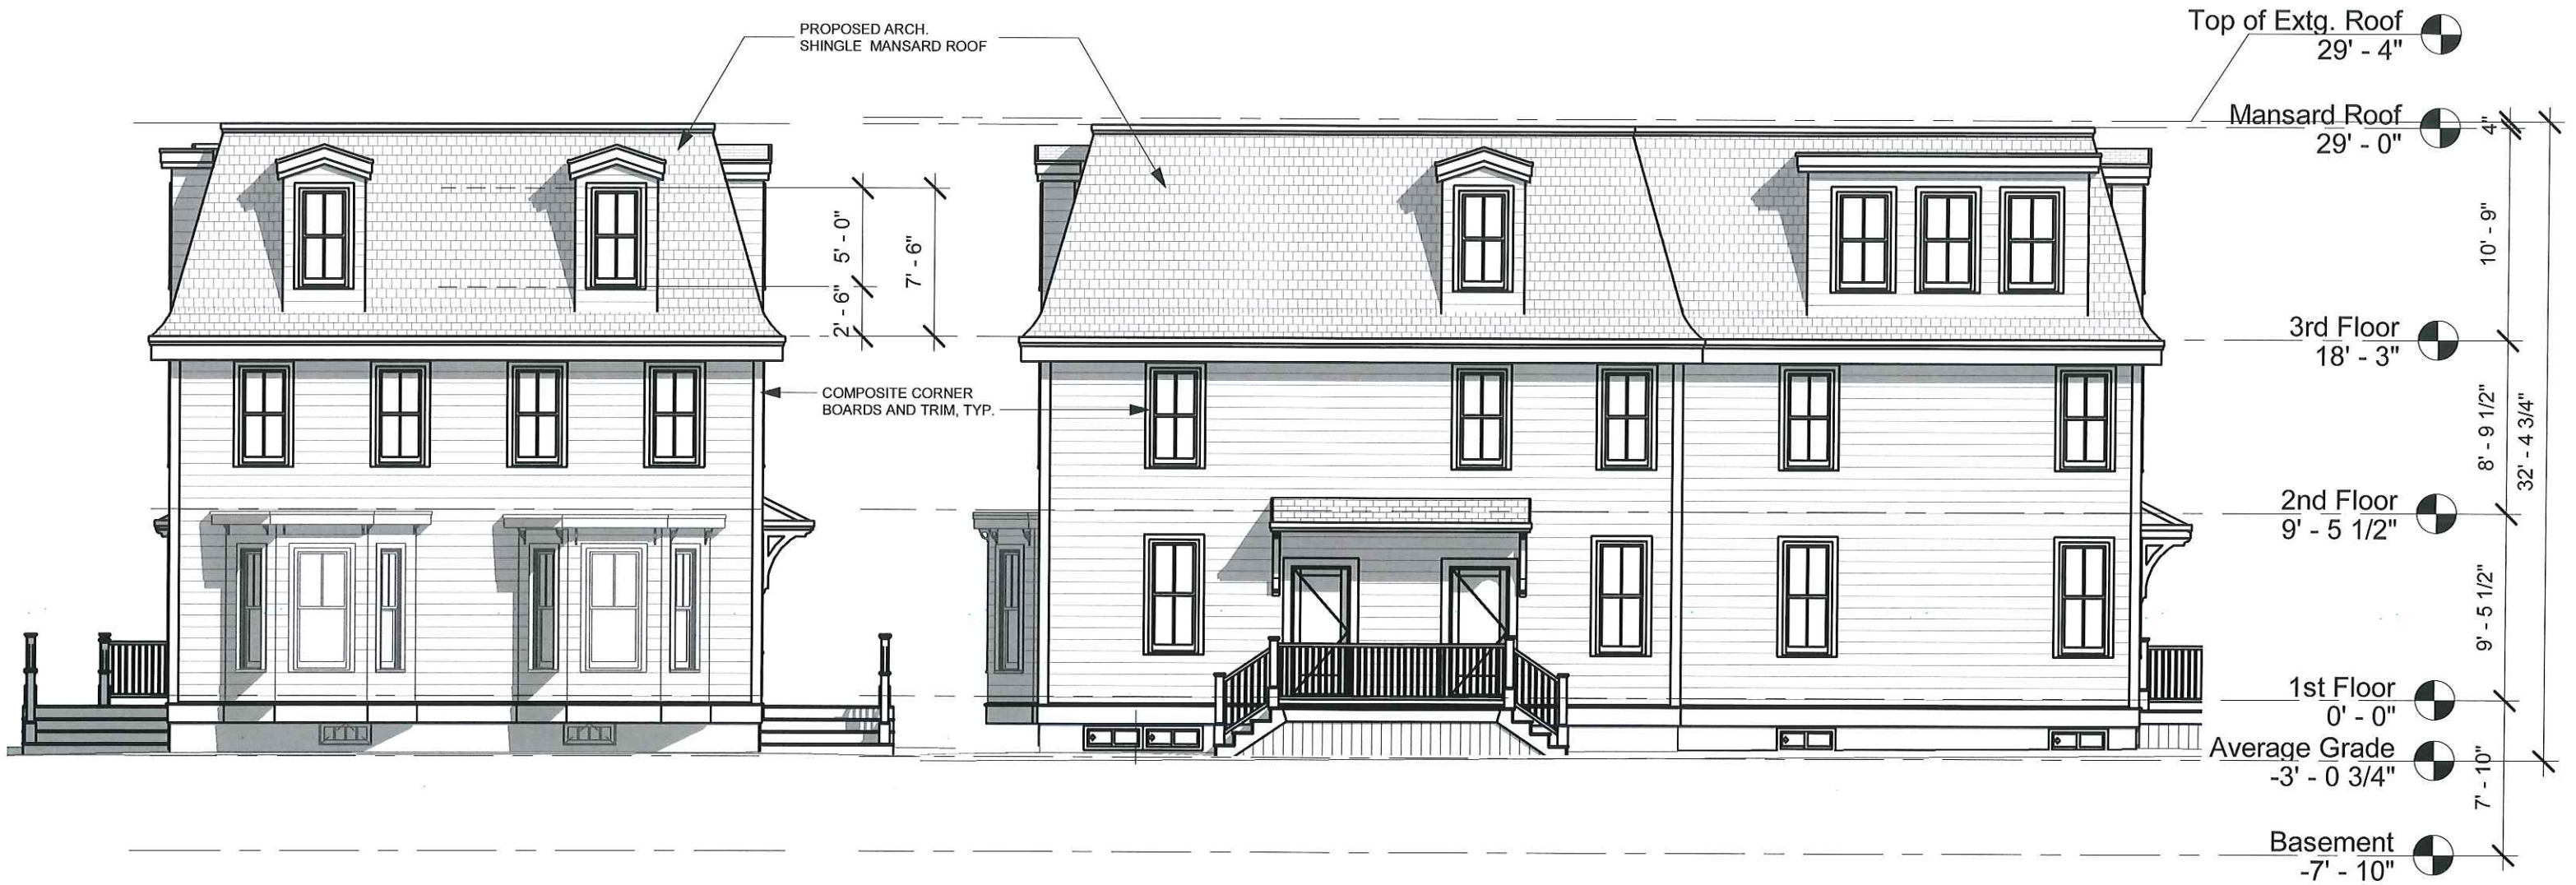 PROPOSED ARCH.
SHINGLE MANSARD ROOF
Top of Extg. Roof
29' - 4"
Mansard Roof
29' - 0"
4"
10' - 9"
5' - 0"
7' - 6"
2' - 6"
3rd Floor
18' - 3"
COMPOSITE CORNER
BOARDS AND TRIM, TYP.
8' - 9 1/2"
32' - 4 3/4"
2nd Floor
9' - 5 1/2"
9' - 5 1/2"
1st Floor
0' - 0"
Average Grade
-3' - 0 3/4"
7' - 10"
Basement
-7' - 10"